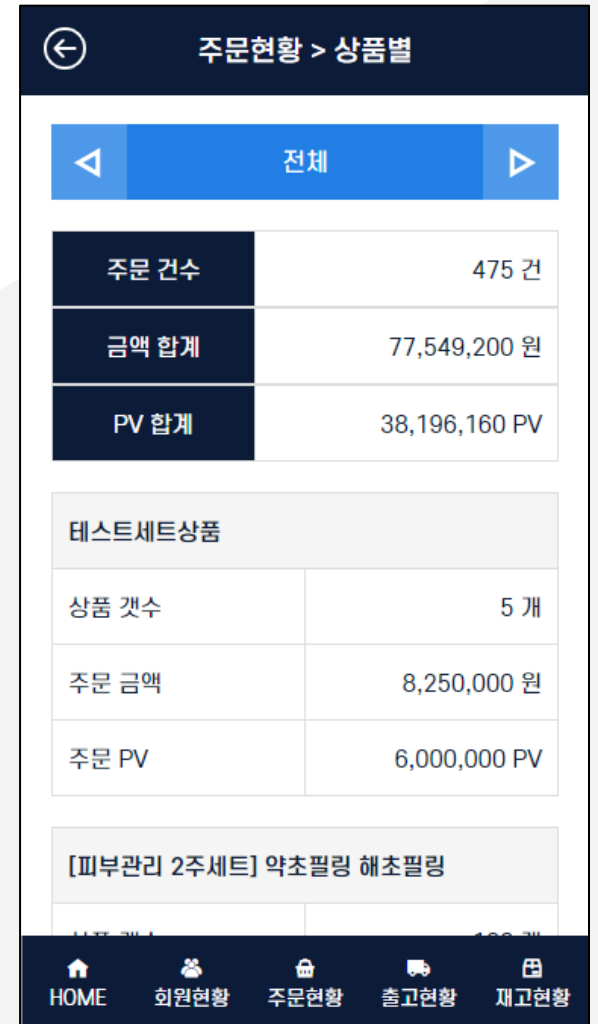 주문현황 > 상품별
전체
주문 건수 475 건
금액 합계 77,549,200 원
PV 합계 38,196,160 PV
테스트세트상품
상품 갯수 5 개
주문 금액 8,250,000 원
주문 PV 6,000,000 PV
[피부관리 2주세트] 약초필링 해초필링
HOME 회원현황 주문현황 출고현황 재고현황